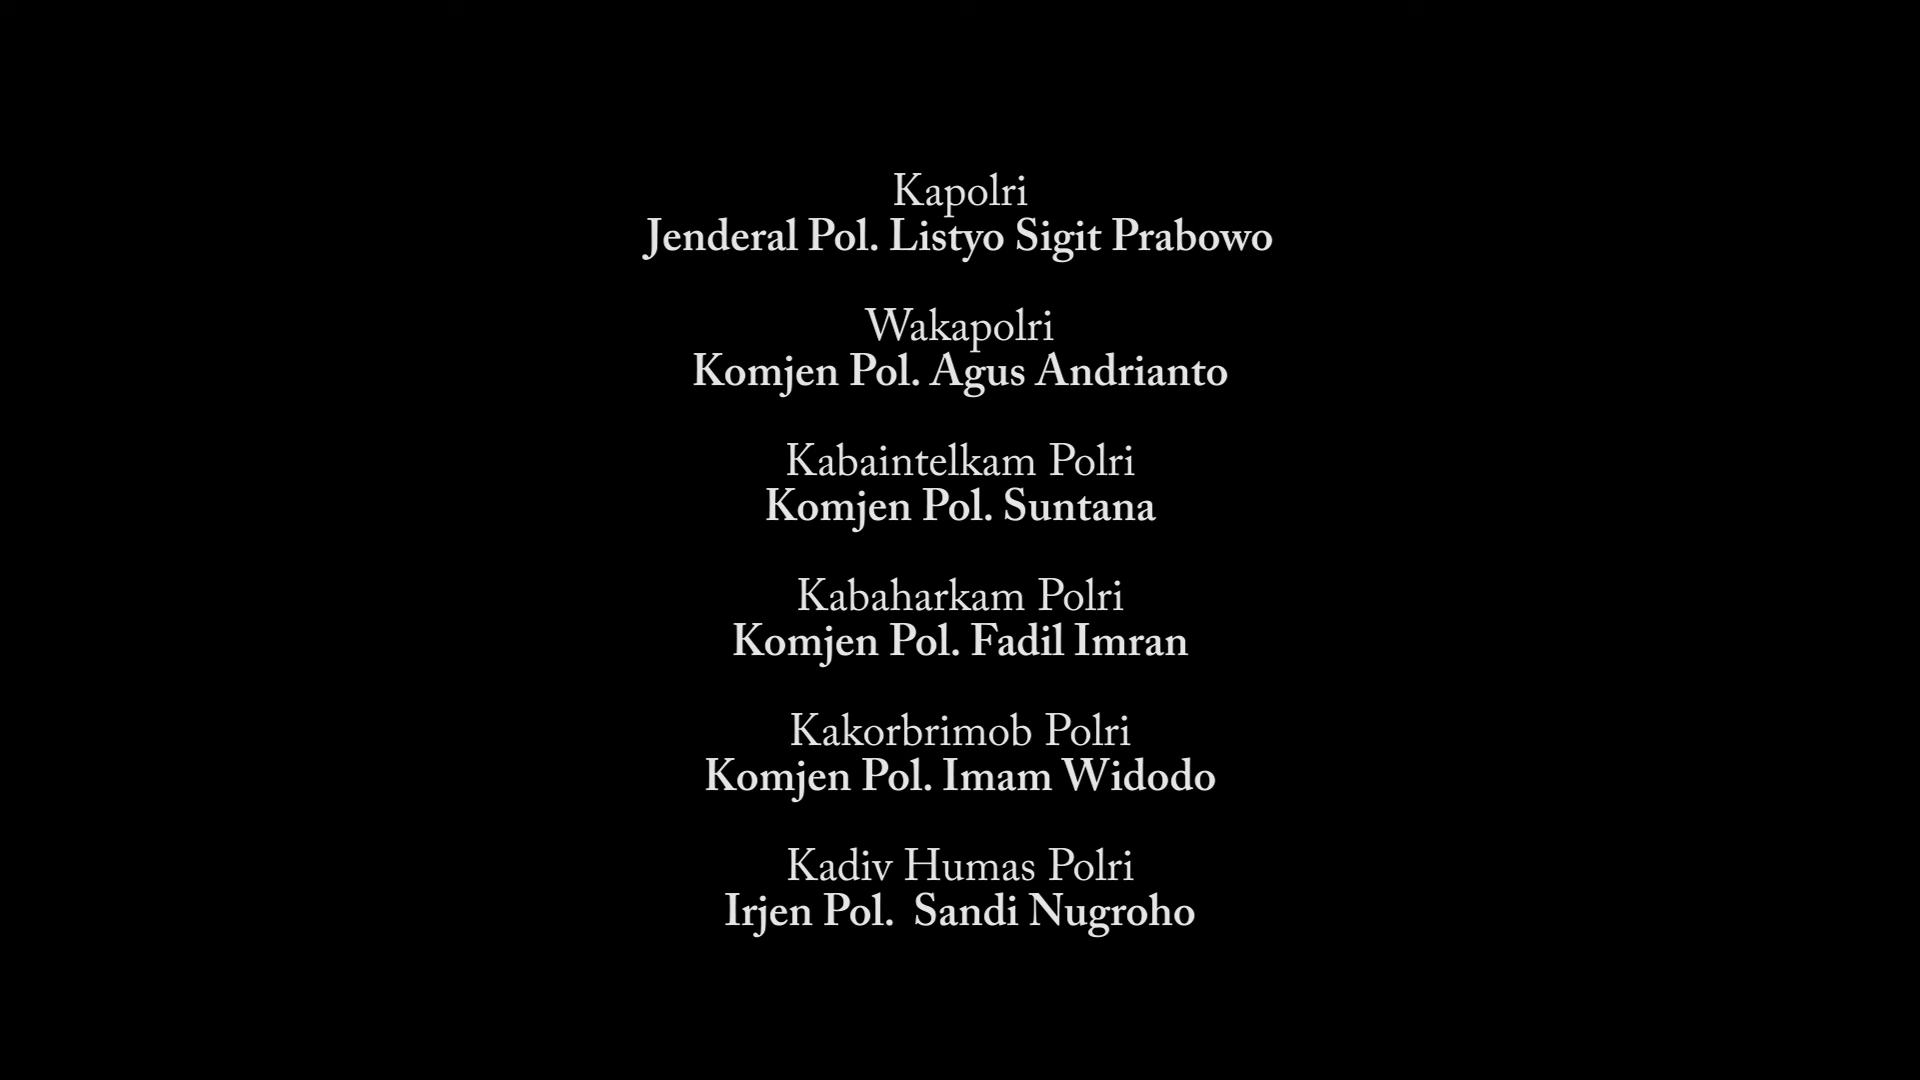 Kapolri
Jenderal Pol. Listyo Sigit Prabowo
Wakapolri
Komjen Pol. Agus Andrianto
Kabaintelkam Polri
Komjen Pol. Suntana
Kabaharkam Polri
Komjen Pol. Fadil Imran
Kakorbrimob Polri
Komjen Pol. Imam Widodo
Kadiv Humas Polri
Irjen Pol.  Sandi Nugroho